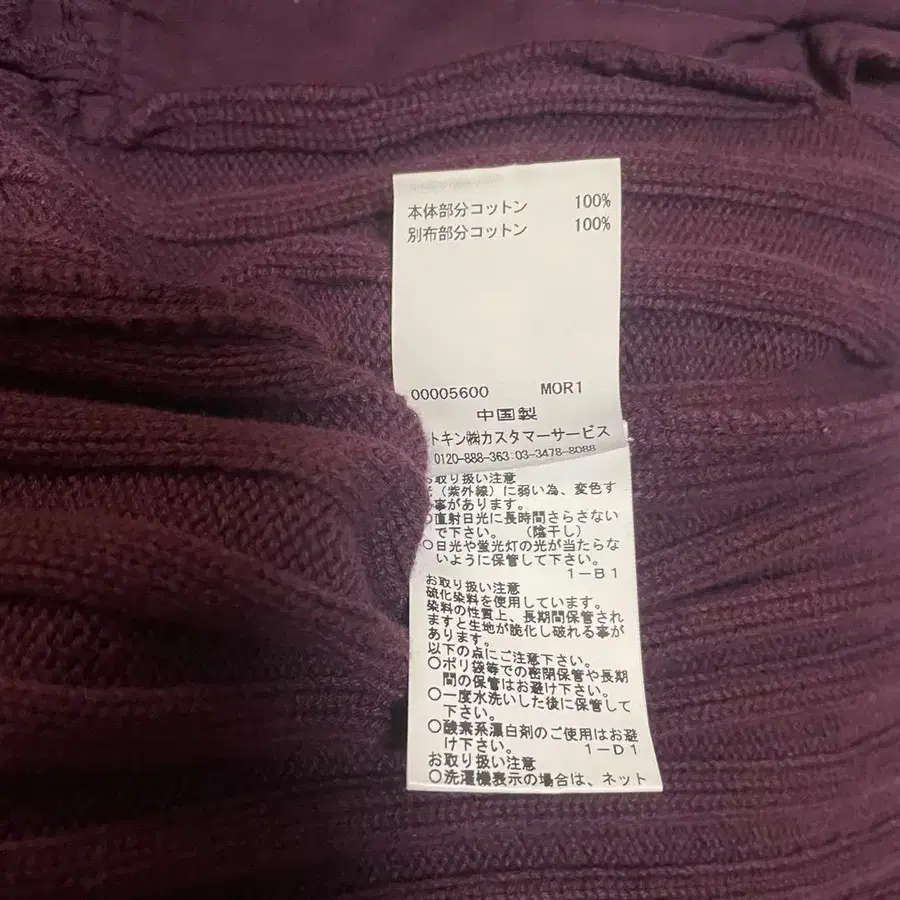 本体部分コットン 100%
別布部分コットン 100%
00005600 MOR1
中国製
トキン㈱カスタマーサービス
0120-888-363:03-3478-8088
取り扱い注意
(紫外線)に弱い為、変色す
事があります。
○直射日光に長時間さらさない
で下さい。 (陰干し)
○日光や蛍光灯の光が当たらな
いように保管して下さい。
1-B1
お取り扱い注意
硫化染料を使用しています。
染料の性質上、長期間保管され
ますと生地が脆化し破れる事が
あります。
以下の点にご注意下さい。
○ポリ袋等での密閉保管や長期
間の保管はお避け下さい。
○一度水洗いした後に保管して
下さい。
○酸素系漂白剤のご使用はお避
け下さい。 1-D1
お取り扱い注意
○洗濯機表示の場合は、ネット